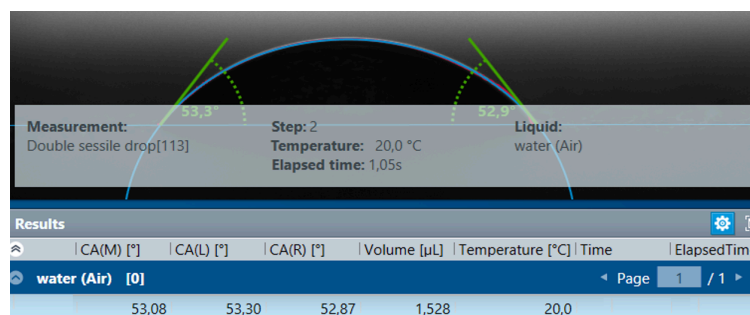 53,3° 52,9°
Measurement: Step: 2 Liquid:
Double sessile drop[113] Temperature: 20,0 °C water (Air)
Elapsed time: 1,05s
Results
CA(M) [°] CA(L) [°] CA(R) [°] Volume [µL] Temperature [°C] Time ElapsedTim
water (Air) [0] Page 1 / 1
53,08 53,30 52,87 1,528 20,0